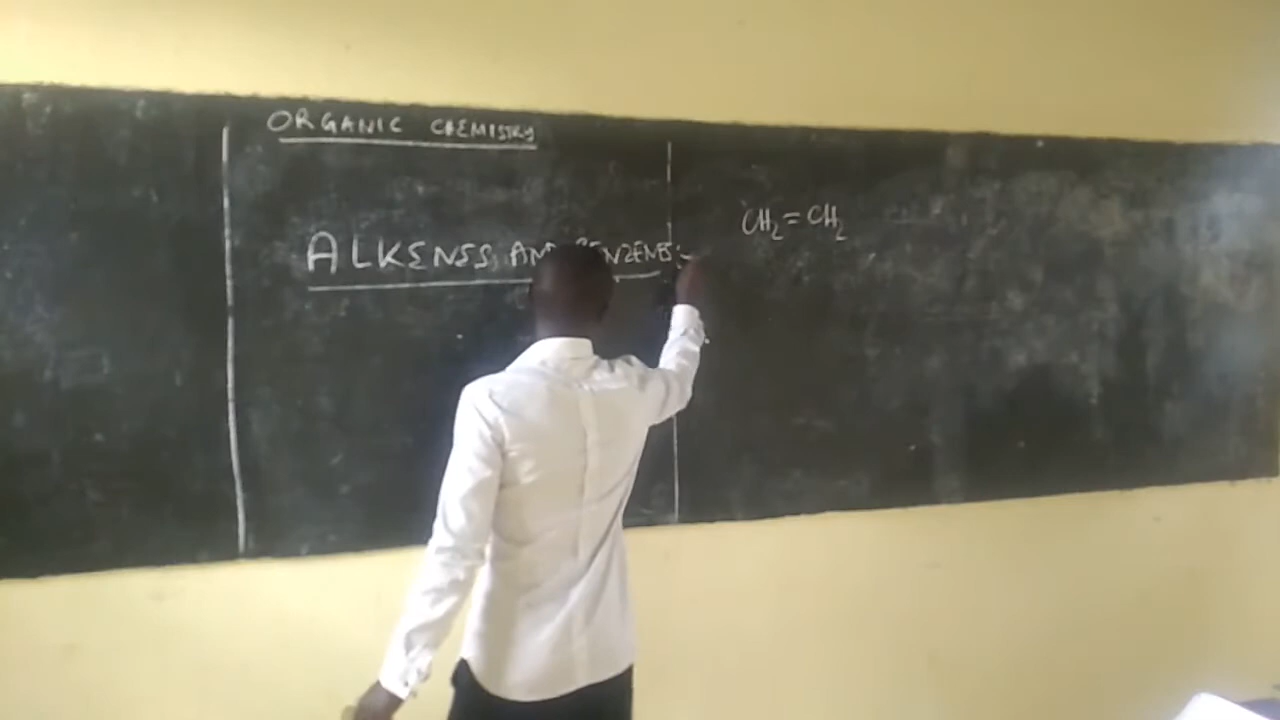 ORGANIC CHEMISTRY
ALKENES, AND BENZENE:-
CH₂=CH₂